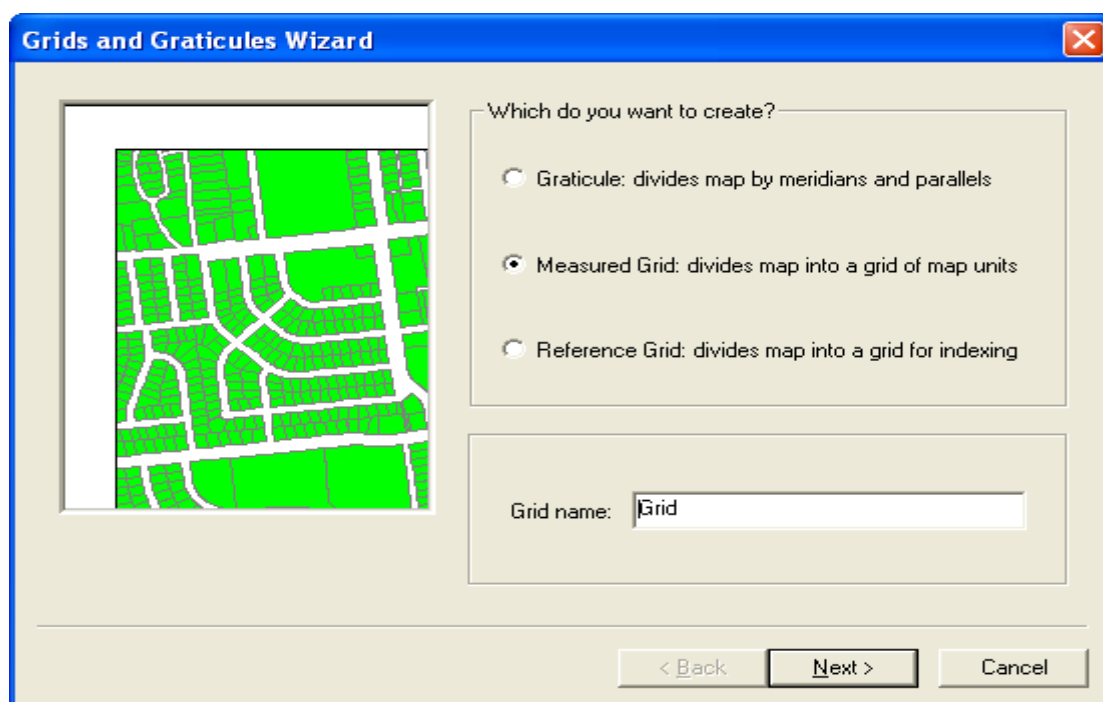 Grids and Graticules Wizard
Which do you want to create?
Graticule: divides map by meridians and parallels
Measured Grid: divides map into a grid of map units
Reference Grid: divides map into a grid for indexing
Grid name:
Grid
< Back
Next >
Cancel